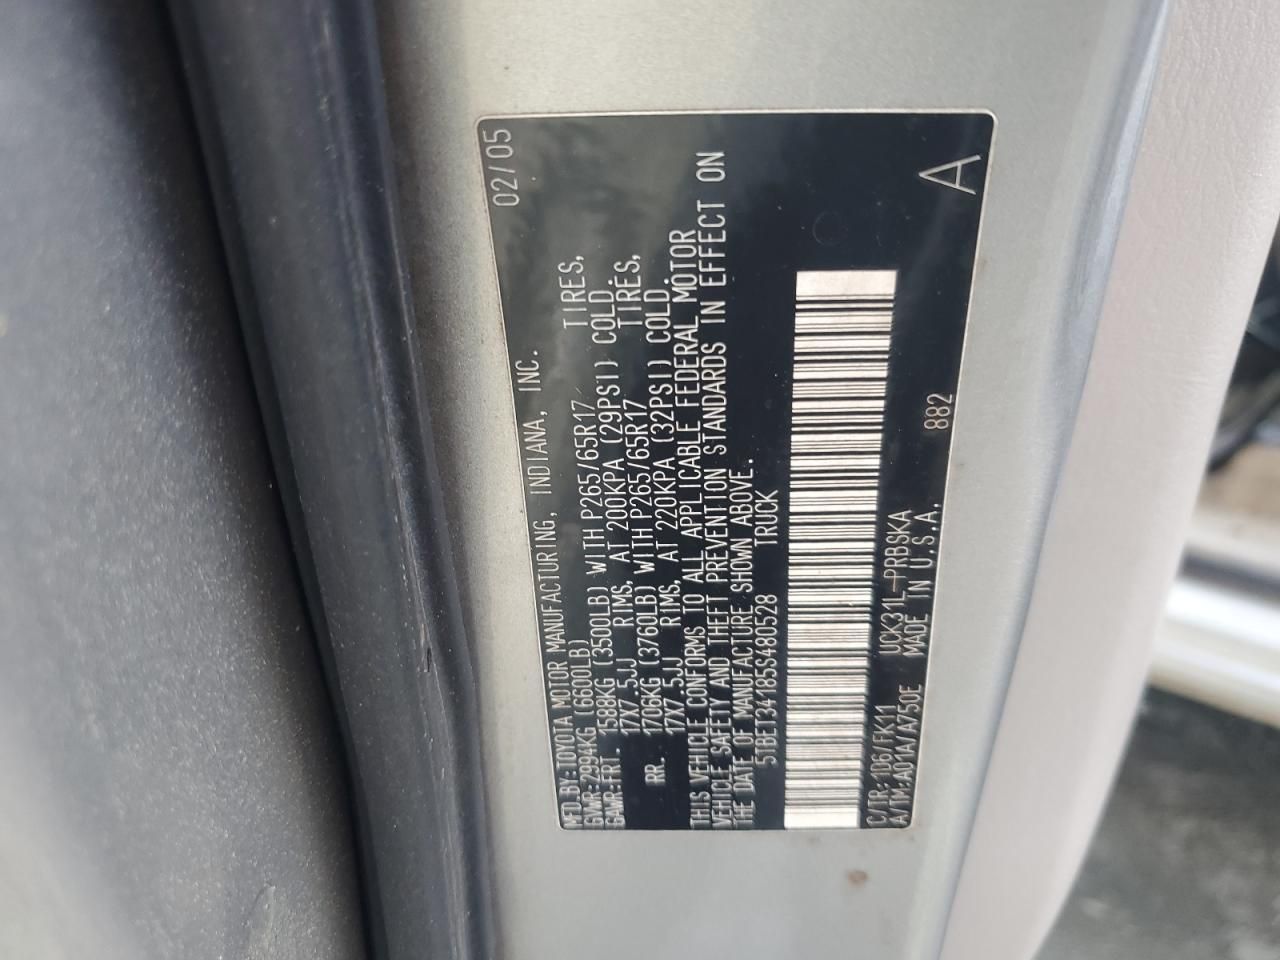 MFD.BY:TOYOTA MOTOR MANUFACTURING, INDIANA, INC. 02/05
GVWR:2994KG (6600LB)
GAWR:FRT. 1588KG (3500LB) WITH P265/65R17 TIRES,
17X7.5JJ RIMS, AT 200KPA (29PSI) COLD.
RR. 1706KG (3760LB) WITH P265/65R17 TIRES,
17X7.5JJ RIMS, AT 220KPA (32PSI) COLD.
THIS VEHICLE CONFORMS TO ALL APPLICABLE FEDERAL MOTOR
VEHICLE SAFETY AND THEFT PREVENTION STANDARDS IN EFFECT ON
THE DATE OF MANUFACTURE SHOWN ABOVE.
5TBET34185S480528 TRUCK
C/TR:1D6/FK11 UCK31L-PRBSKA
A/TM:A01A/A750E MADE IN U.S.A. 882 A